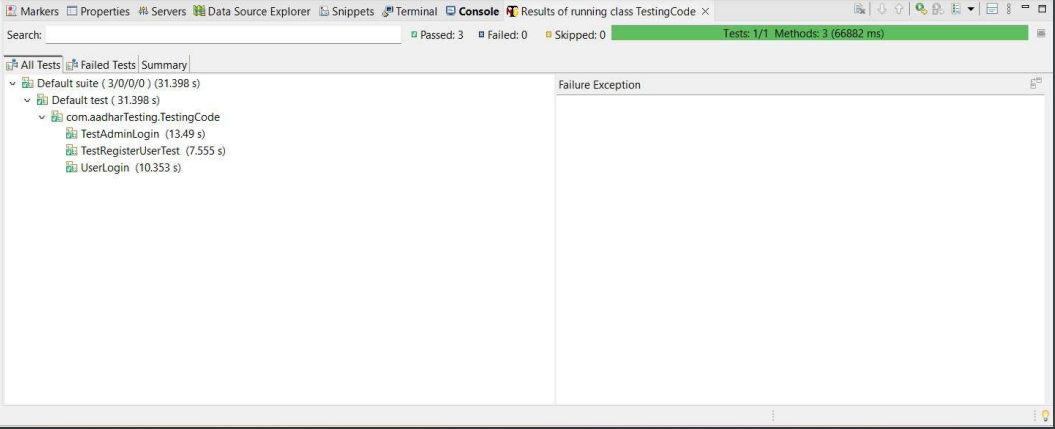 Markers Properties Servers Data Source Explorer Snippets Terminal Console Results of running class TestingCode
Search: Passed: 3 Failed: 0 Skipped: 0 Tests: 1/1 Methods: 3 (66882 ms)
All Tests Failed Tests Summary
Default suite ( 3/0/0/0 ) (31.398 s) Failure Exception
Default test ( 31.398 s)
com.aadharTesting.TestingCode
TestAdminLogin (13.49 s)
TestRegisterUserTest (7.555 s)
UserLogin (10.353 s)